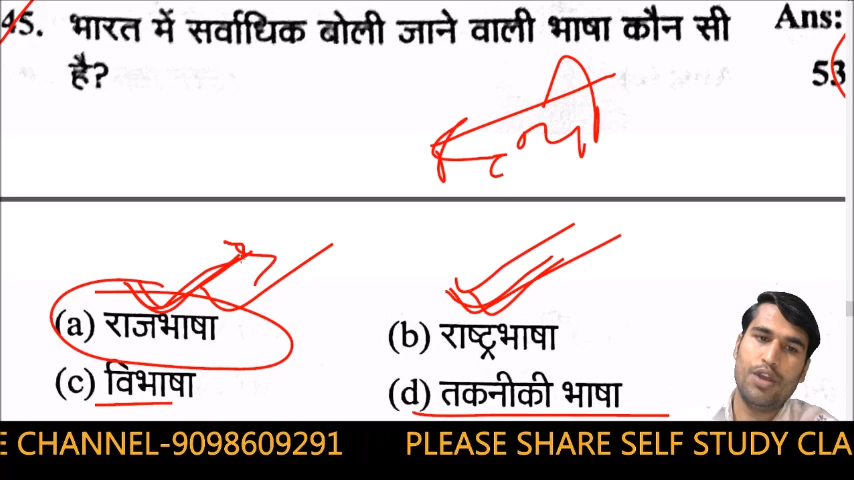 45. भारत में सर्वाधिक बोली जाने वाली भाषा कौन सी Ans:
है? 53
(a) राजभाषा (b) राष्ट्रभाषा
(c) विभाषा (d) तकनीकी भाषा
E CHANNEL-9098609291 PLEASE SHARE SELF STUDY CLA